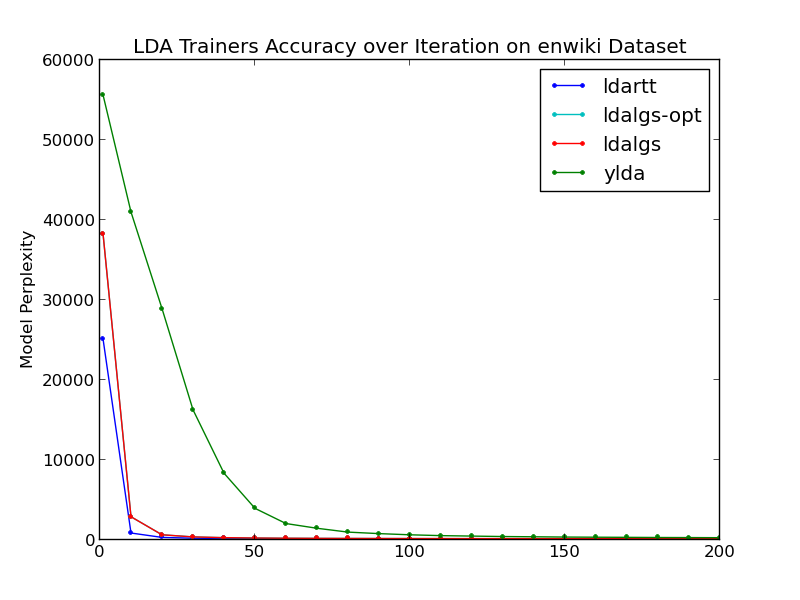 LDA Trainers Accuracy over Iteration on enwiki Dataset
60000
50000
40000
30000
20000
10000
0
Model Perplexity
ldartt
ldalgs-opt
ldalgs
ylda
0
50
100
150
200